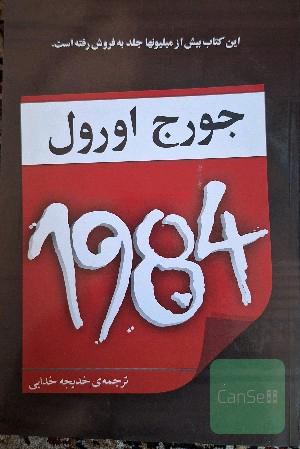 این کتاب بیش از میلیونها جلد به فروش رفته است.
جورج اورول
1984
ترجمه‌ی خدیجه خدایی
CanSell